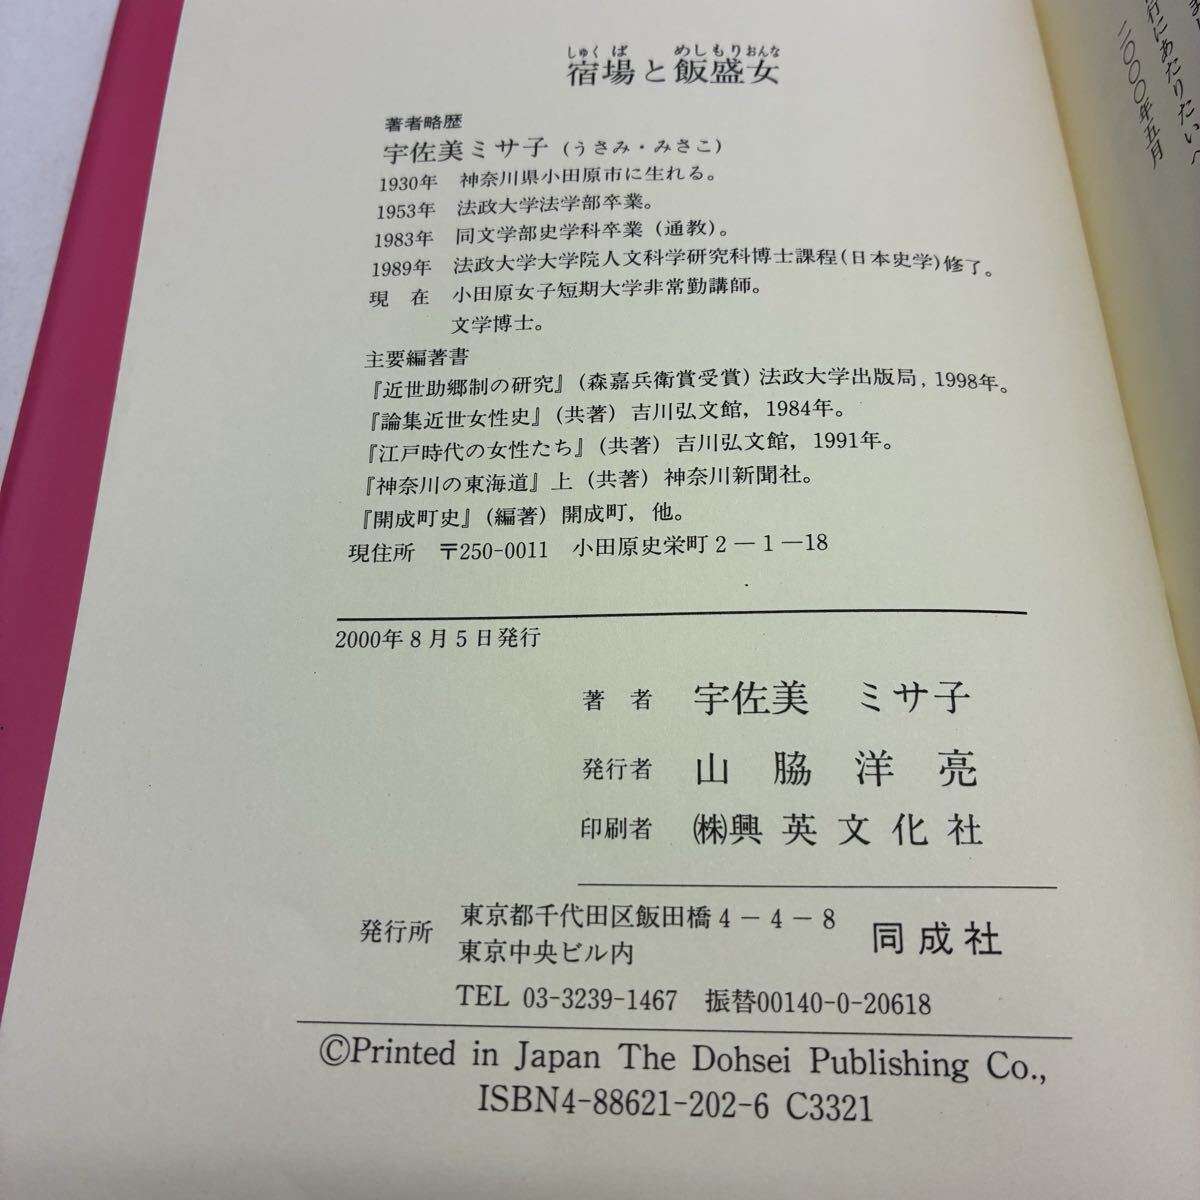 しゅくば めしもりおんな
宿場と飯盛女
著者略歴
宇佐美ミサ子（うさみ・みさこ）
1930年 神奈川県小田原市に生れる。
1953年 法政大学法学部卒業。
1983年 同文学部史学科卒業（通教）。
1989年 法政大学大学院人文科学研究科博士課程（日本史学）修了。
現 在 小田原女子短期大学非常勤講師。
文学博士。
主要編著書
『近世助郷制の研究』（森嘉兵衛賞受賞）法政大学出版局，1998年。
『論集近世女性史』（共著）吉川弘文館，1984年。
『江戸時代の女性たち』（共著）吉川弘文館，1991年。
『神奈川の東海道』上（共著）神奈川新聞社。
『開成町史』（編著）開成町，他。
現住所 〒250-0011 小田原史栄町2－1－18
2000年8月5日発行
著 者 宇佐美 ミサ子
発行者 山脇洋亮
印刷者 ㈱興英文化社
発行所 東京都千代田区飯田橋4－4－8
東京中央ビル内
同成社
TEL 03-3239-1467 振替00140-0-20618
©Printed in Japan The Dohsei Publishing Co.,
ISBN4-88621-202-6 C3321
行にあたりたいへ
二〇〇〇年五月